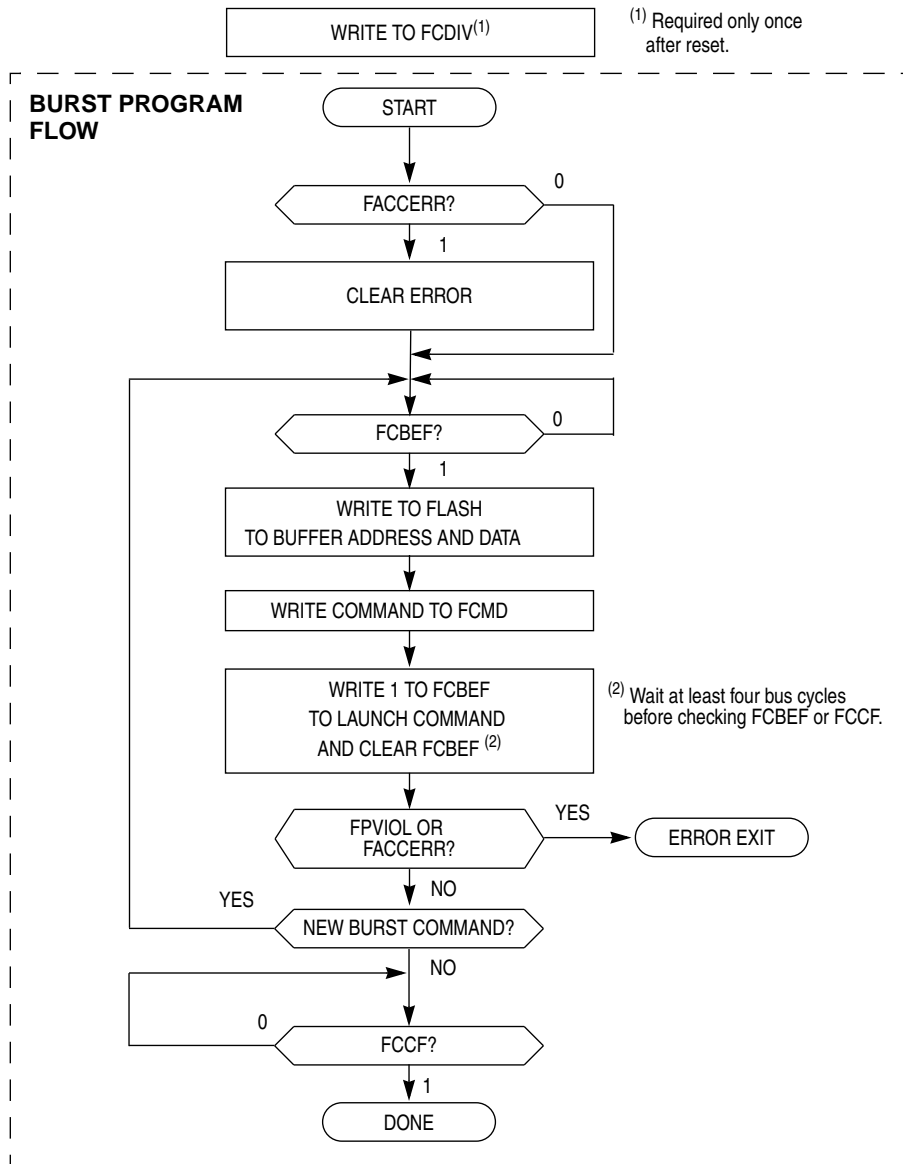 WRITE TO FCDIV(1)
(1) Required only once
after reset.
BURST PROGRAM
FLOW
START
0
FACCERR?
1
CLEAR ERROR
0
FCBEF?
1
WRITE TO FLASH
TO BUFFER ADDRESS AND DATA
WRITE COMMAND TO FCMD
WRITE 1 TO FCBEF
TO LAUNCH COMMAND
AND CLEAR FCBEF (2)
(2) Wait at least four bus cycles
before checking FCBEF or FCCF.
FPVIOL OR
FACCERR?
YES
ERROR EXIT
NO
YES
NEW BURST COMMAND?
NO
0
FCCF?
1
DONE